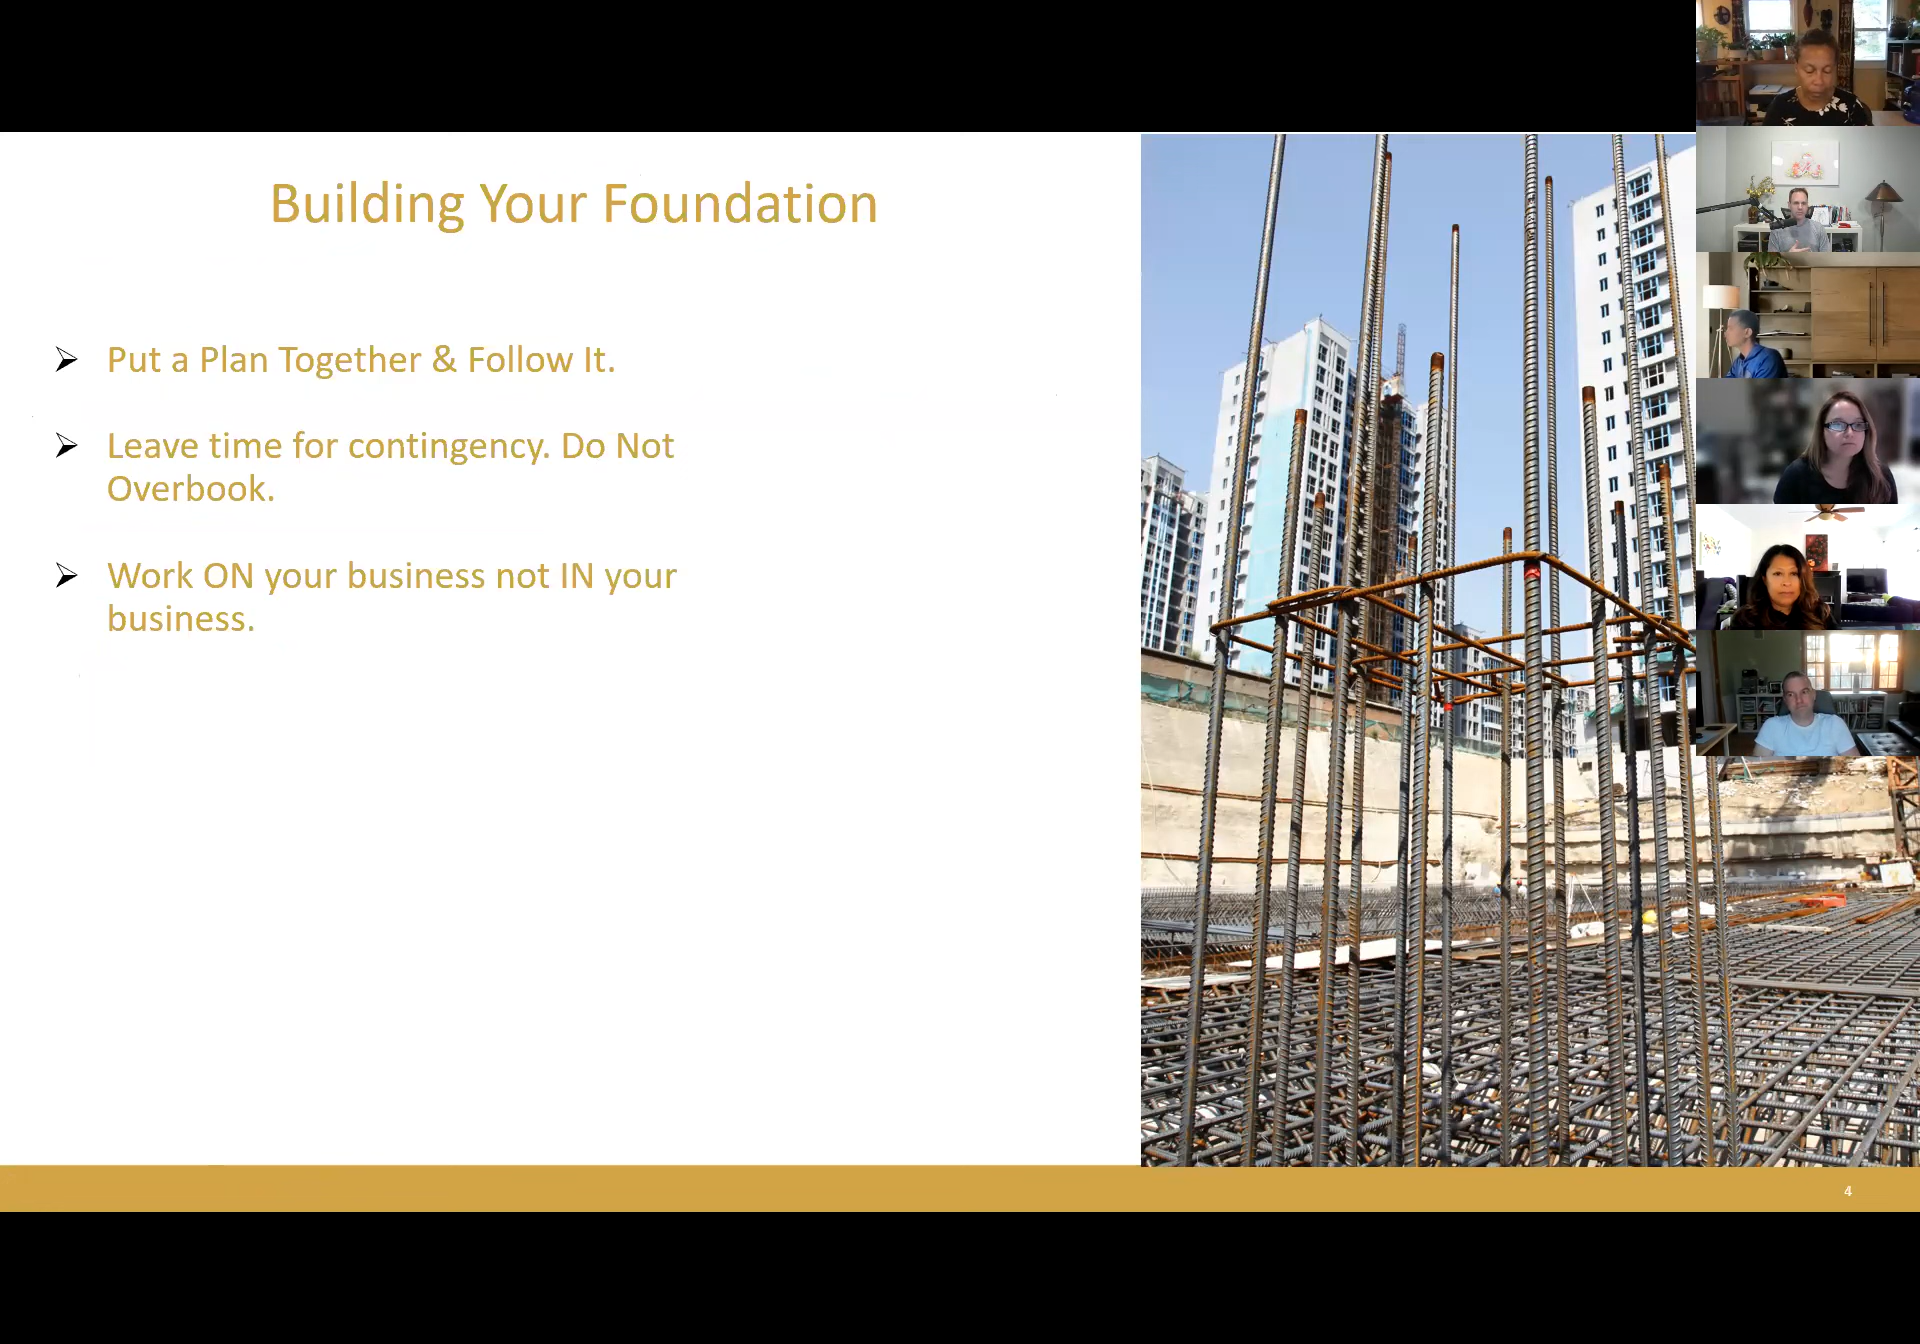 Building Your Foundation
Put a Plan Together & Follow It.
Leave time for contingency. Do Not
Overbook.
Work ON your business not IN your
business.
4